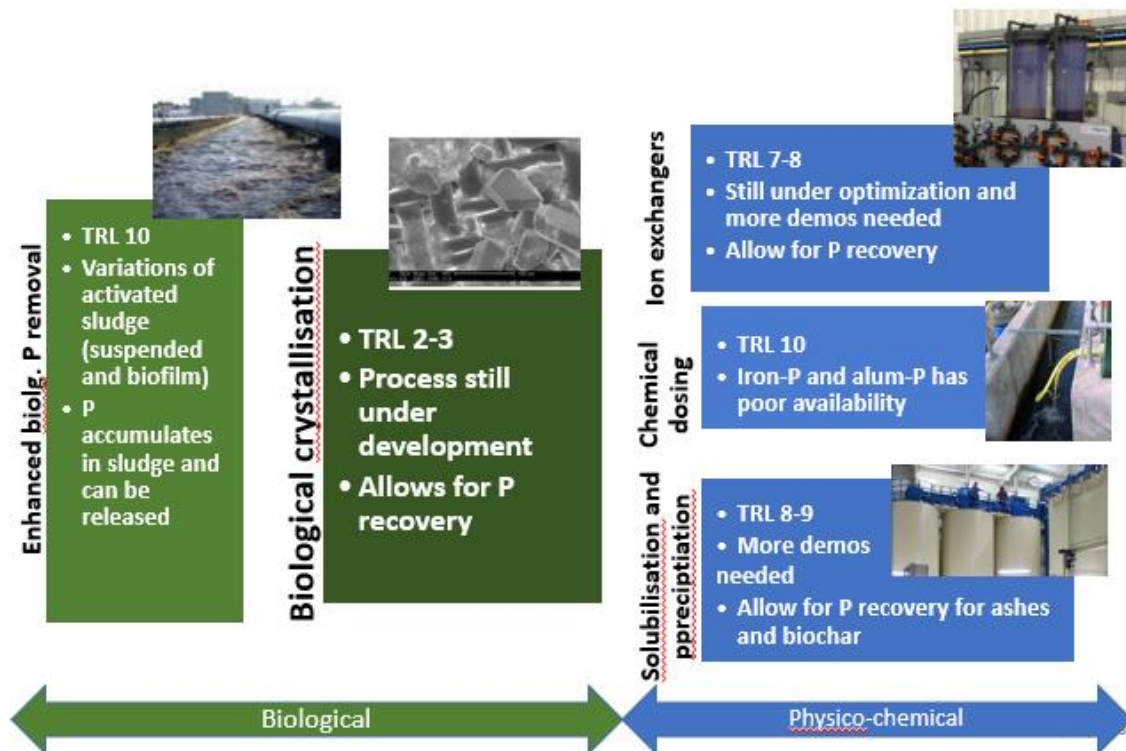 Enhanced biolg. P removal
• TRL 10
• Variations of
activated
sludge
(suspended
and biofilm)
• P
accumulates
in sludge and
can be
released
Biological crystallisation
• TRL 2-3
• Process still
under
development
• Allows for P
recovery
Ion exchangers
• TRL 7-8
• Still under optimization and
more demos needed
• Allow for P recovery
Chemical
dosing
• TRL 10
• Iron-P and alum-P has
poor availability
Solubilisation and
ppreciptiation
• TRL 8-9
• More demos
needed
• Allow for P recovery for ashes
and biochar
Biological
Physico-chemical